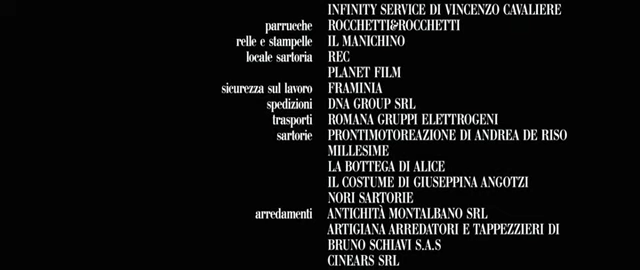 INFINITY SERVICE DI VINCENZO CAVALIERE
parrucche ROCCHETTI&ROCCHETTI
relle e stampelle IL MANICHINO
locale sartoria REC
PLANET FILM
sicurezza sul lavoro FRAMINIA
spedizioni DNA GROUP SRL
trasporti ROMANA GRUPPI ELETTROGENI
sartorie PRONTIMOTOREAZIONE DI ANDREA DE RISO
MILLESIME
LA BOTTEGA DI ALICE
IL COSTUME DI GIUSEPPINA ANGOTZI
NORI SARTORIE
arredamenti ANTICHITÀ MONTALBANO SRL
ARTIGIANA ARREDATORI E TAPPEZZIERI DI
BRUNO SCHIAVI S.A.S
CINEARS SRL